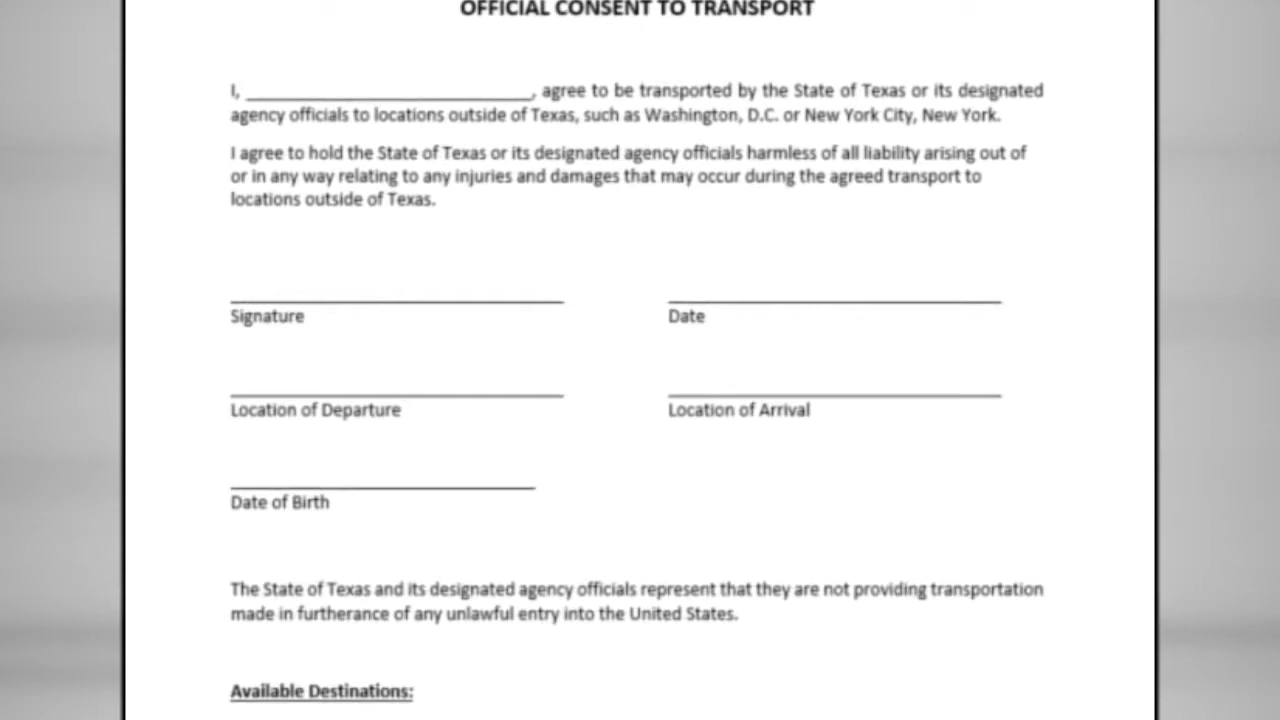 OFFICIAL CONSENT TO TRANSPORT
I, ______________________________, agree to be transported by the State of Texas or its designated
agency officials to locations outside of Texas, such as Washington, D.C. or New York City, New York.
I agree to hold the State of Texas or its designated agency officials harmless of all liability arising out of
or in any way relating to any injuries and damages that may occur during the agreed transport to
locations outside of Texas.
Signature Date
Location of Departure Location of Arrival
Date of Birth
The State of Texas and its designated agency officials represent that they are not providing transportation
made in furtherance of any unlawful entry into the United States.
Available Destinations: